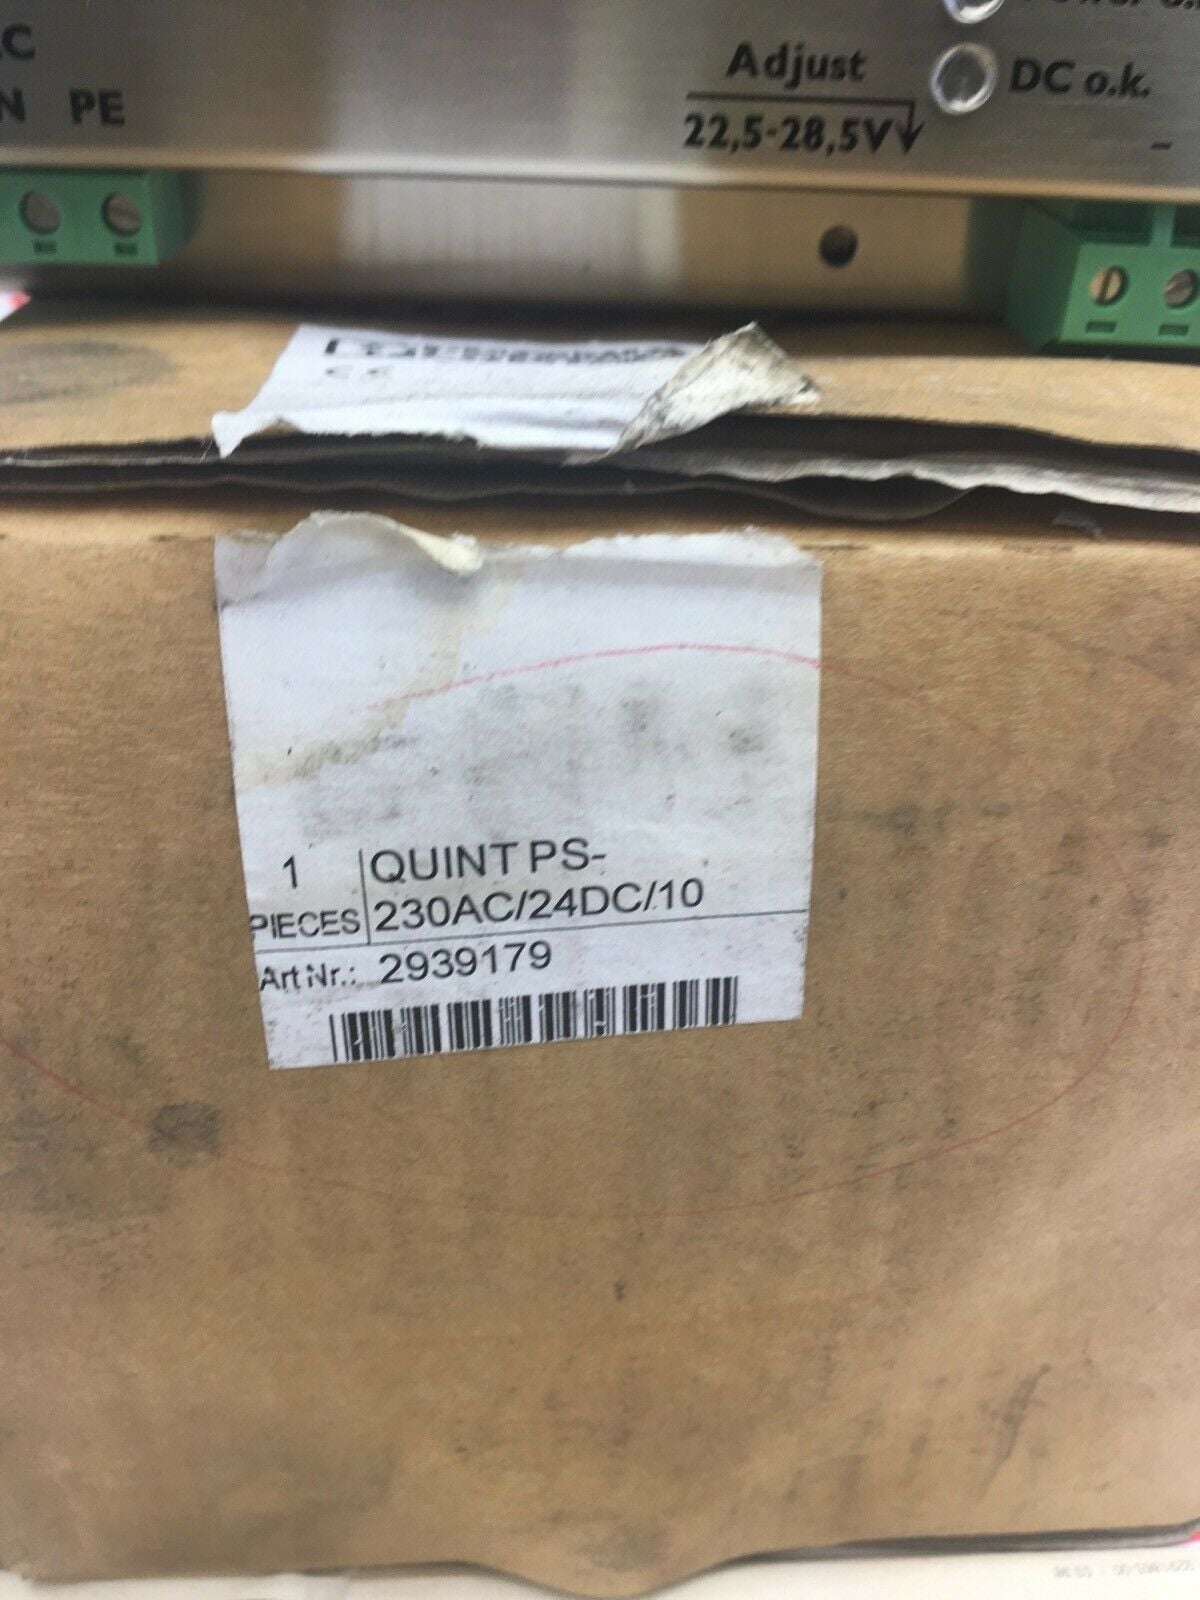 Adjust
DC o.k.
22,5-28,5V
N PE
-
1 QUINT PS-
PIECES 230AC/24DC/10
Art Nr.: 2939179